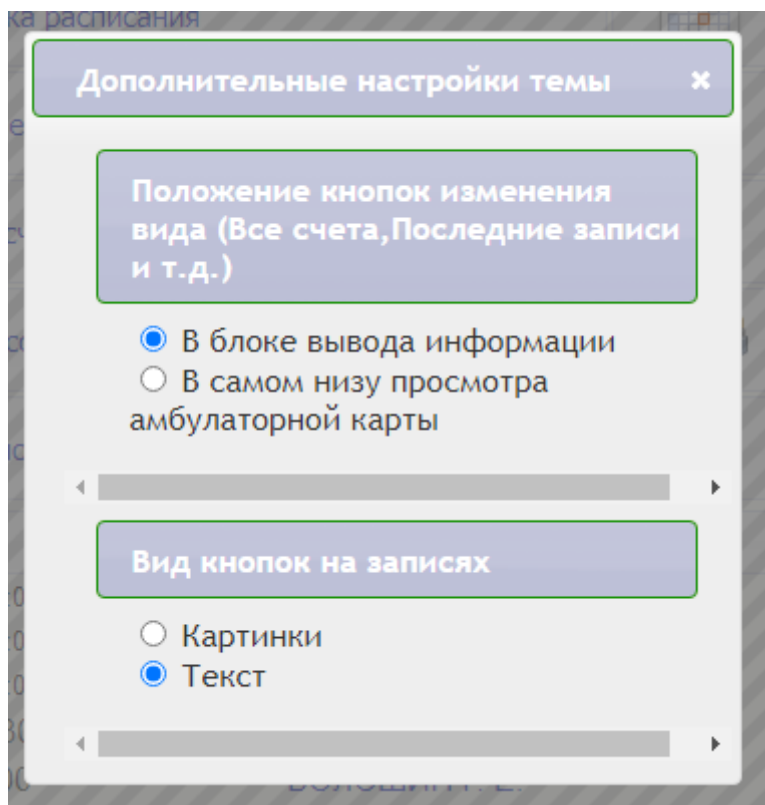 ка расписания
Дополнительные настройки темы
Положение кнопок изменения
вида (Все счета,Последние записи
и т.д.)
В блоке вывода информации
В самом низу просмотра
амбулаторной карты
Вид кнопок на записях
Картинки
Текст